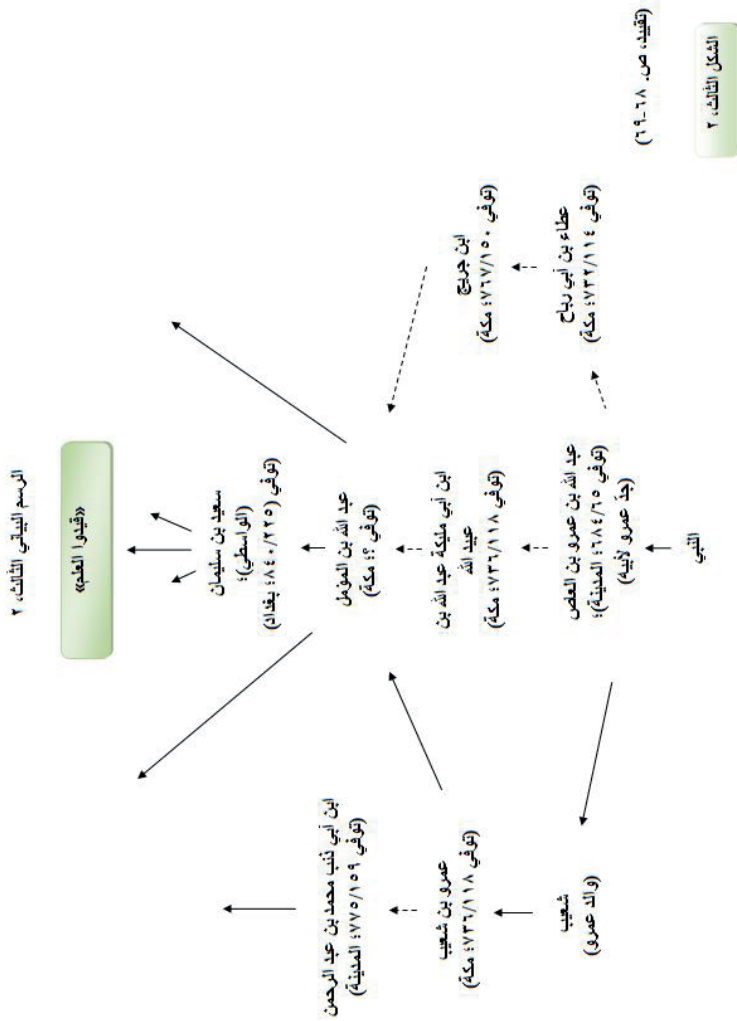 الرسم البياني الثالث، ٢
«قيدوا العلم»
سعيد بن سليمان
(الواسطي)؛
(توفي ٢٢٥/٨٤٠؛ بغداد)
عبد الله بن المؤمل
(توفي ؟؛ مكة)
ابن أبي مليكة عبد الله بن
عبيد الله
(توفي ١١٨/٧٣٦؛ مكة)
عبد الله بن عمرو بن العاص
(توفي ٦٥/٦٨٤؛ المدينة)؛
(جدّ عمرو لأبيه)
النبي
ابن جريج
(توفي ١٥٠/٧٦٧؛ مكة)
عطاء بن أبي رباح
(توفي ١١٤/٧٣٢؛ مكة)
ابن أبي ذئب محمد بن عبد الرحمن
(توفي ١٥٩/٧٧٥؛ المدينة)
عمرو بن شعيب
(توفي ١١٨/٧٣٦؛ مكة)
شعيب
(والد عمرو)
(تقييد، ص. ٦٨-٦٩)
الشكل الثالث، ٢